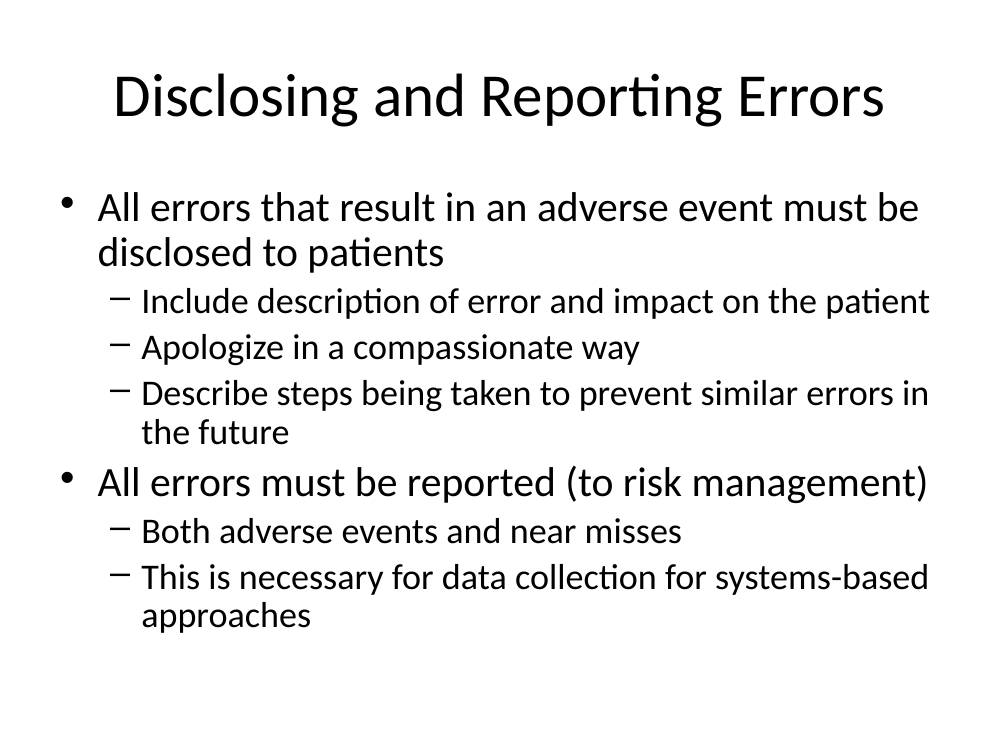 Disclosing and Reporting Errors
• All errors that result in an adverse event must be
disclosed to patients
– Include description of error and impact on the patient
– Apologize in a compassionate way
– Describe steps being taken to prevent similar errors in
the future
• All errors must be reported (to risk management)
– Both adverse events and near misses
– This is necessary for data collection for systems-based
approaches